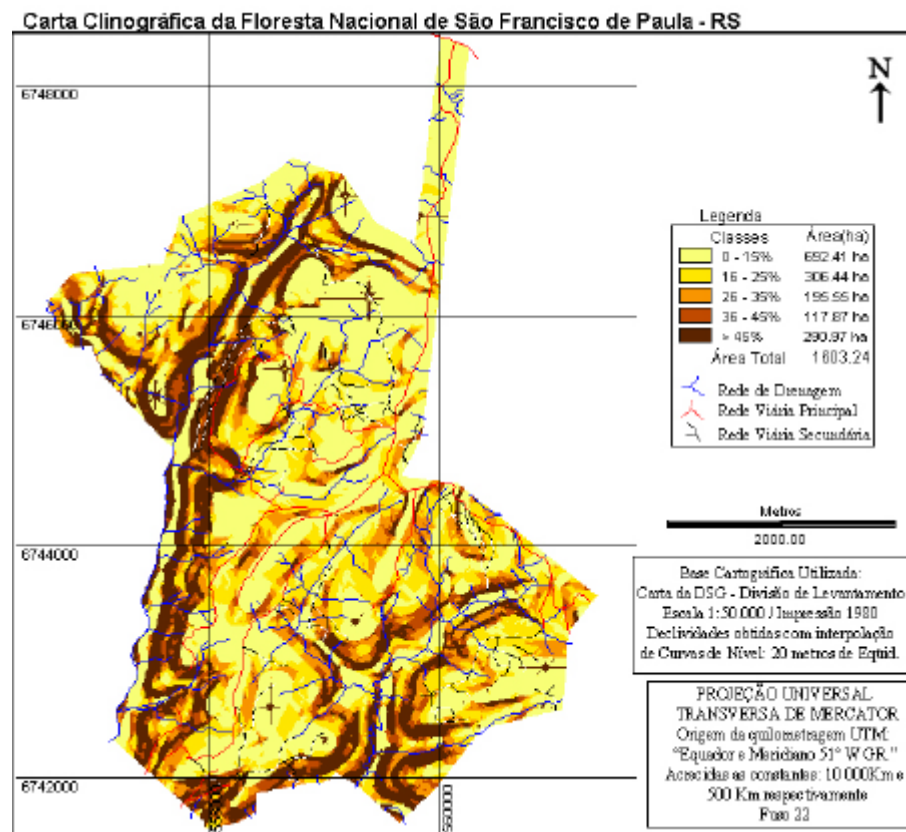 Carta Clinográfica da Floresta Nacional de São Francisco de Paula - RS
N
6748000
Legenda
Classes Área(ha)
0 - 15% 692.41 ha
16 - 25% 306.44 ha
26 - 35% 195.55 ha
36 - 45% 117.87 ha
> 45% 290.97 ha
Área Total 1603.24
Rede de Drenagem
Rede Viária Principal
Rede Viária Secundária
6746000
Metros
2000.00
6744000
Base Cartográfica Utilizada:
Carta da DSG - Divisão de Levantamento
Escala 1:50.000 / Impressão 1980
Declividades obtidas com interpolação
de Curvas de Nível: 20 metros de Eqüid.
PROJEÇÃO UNIVERSAL
TRANSVERSA DE MERCATOR
Origem da quilometragem UTM:
"Equador e Meridiano 51° W GR."
Acrecidas as constantes: 10 000Km e
500 Km respectivamente
Fuso 22
6742000